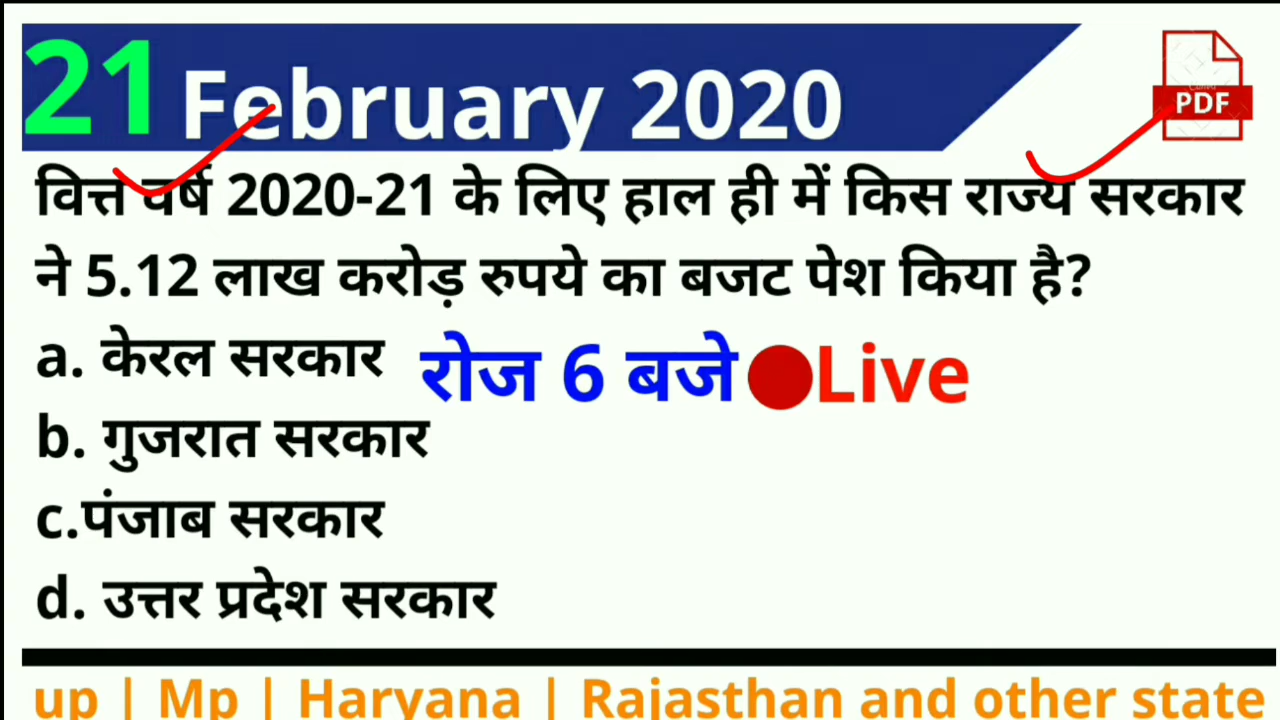 21 February 2020
PDF
वित्त वर्ष 2020-21 के लिए हाल ही में किस राज्य सरकार
ने 5.12 लाख करोड़ रुपये का बजट पेश किया है?
a. केरल सरकार
रोज 6 बजे Live
b. गुजरात सरकार
c.पंजाब सरकार
d. उत्तर प्रदेश सरकार
up | Mp | Haryana | Rajasthan and other state